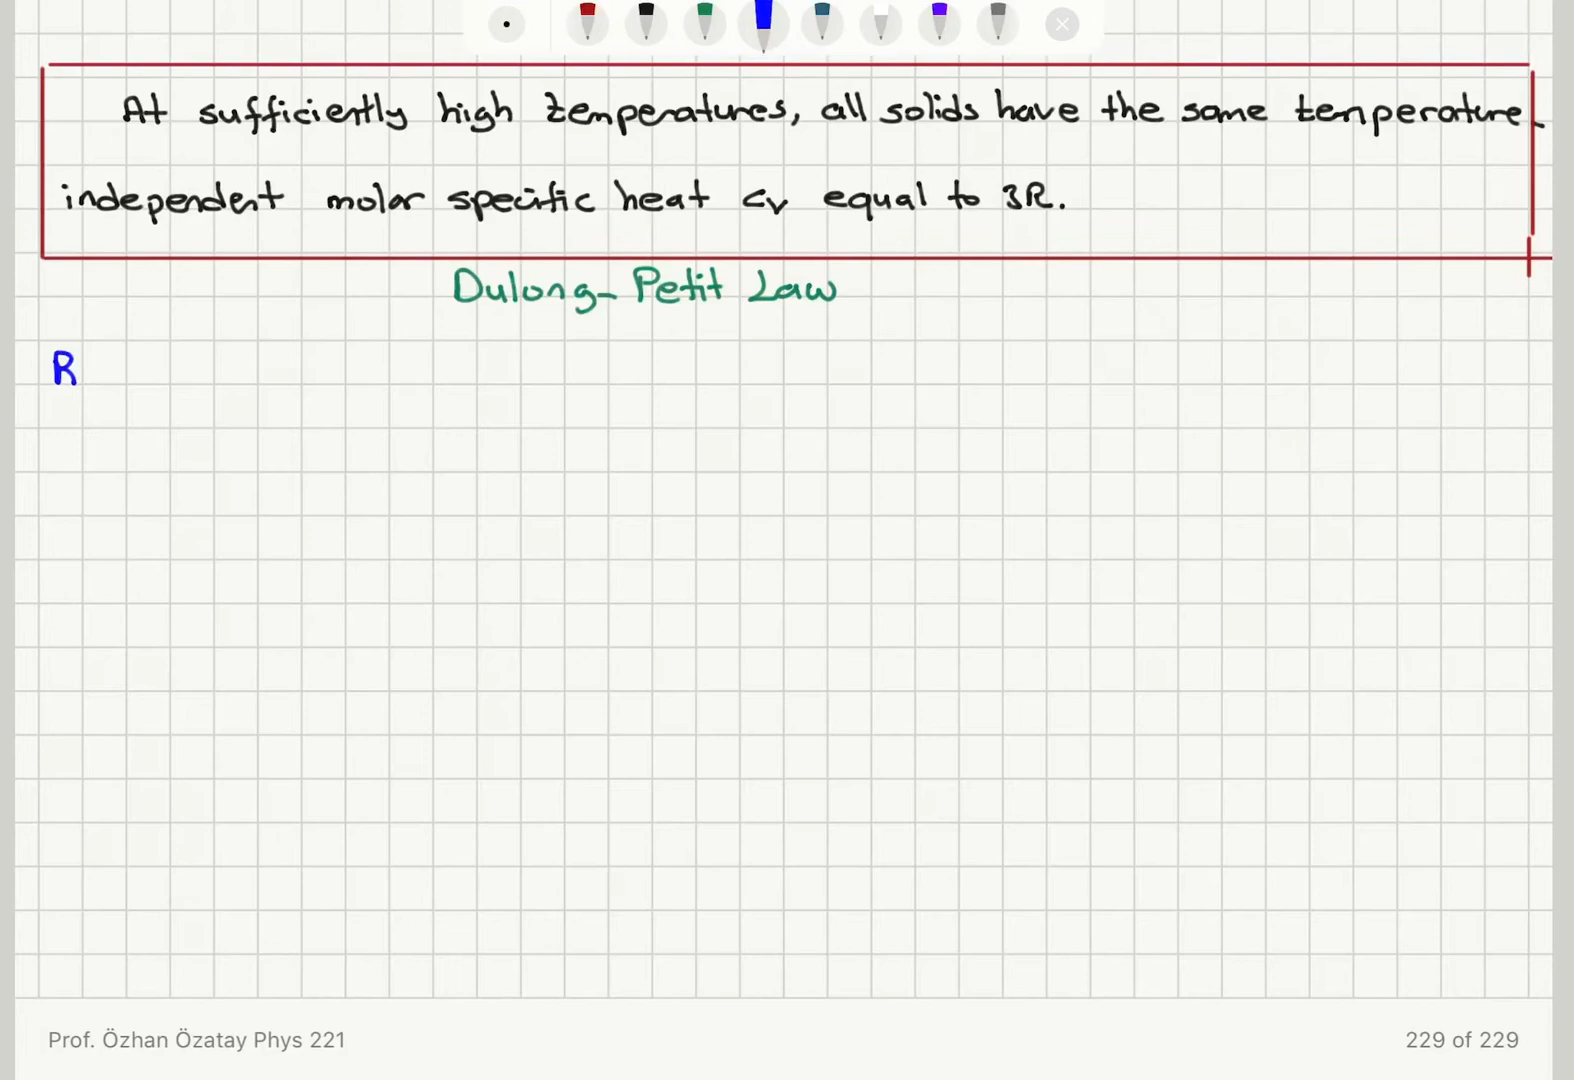 At sufficiently high temperatures, all solids have the same temperature-
independent molar specific heat cv equal to 3R.
Dulong-Petit Law
R
Prof. Özhan Özatay Phys 221
229 of 229